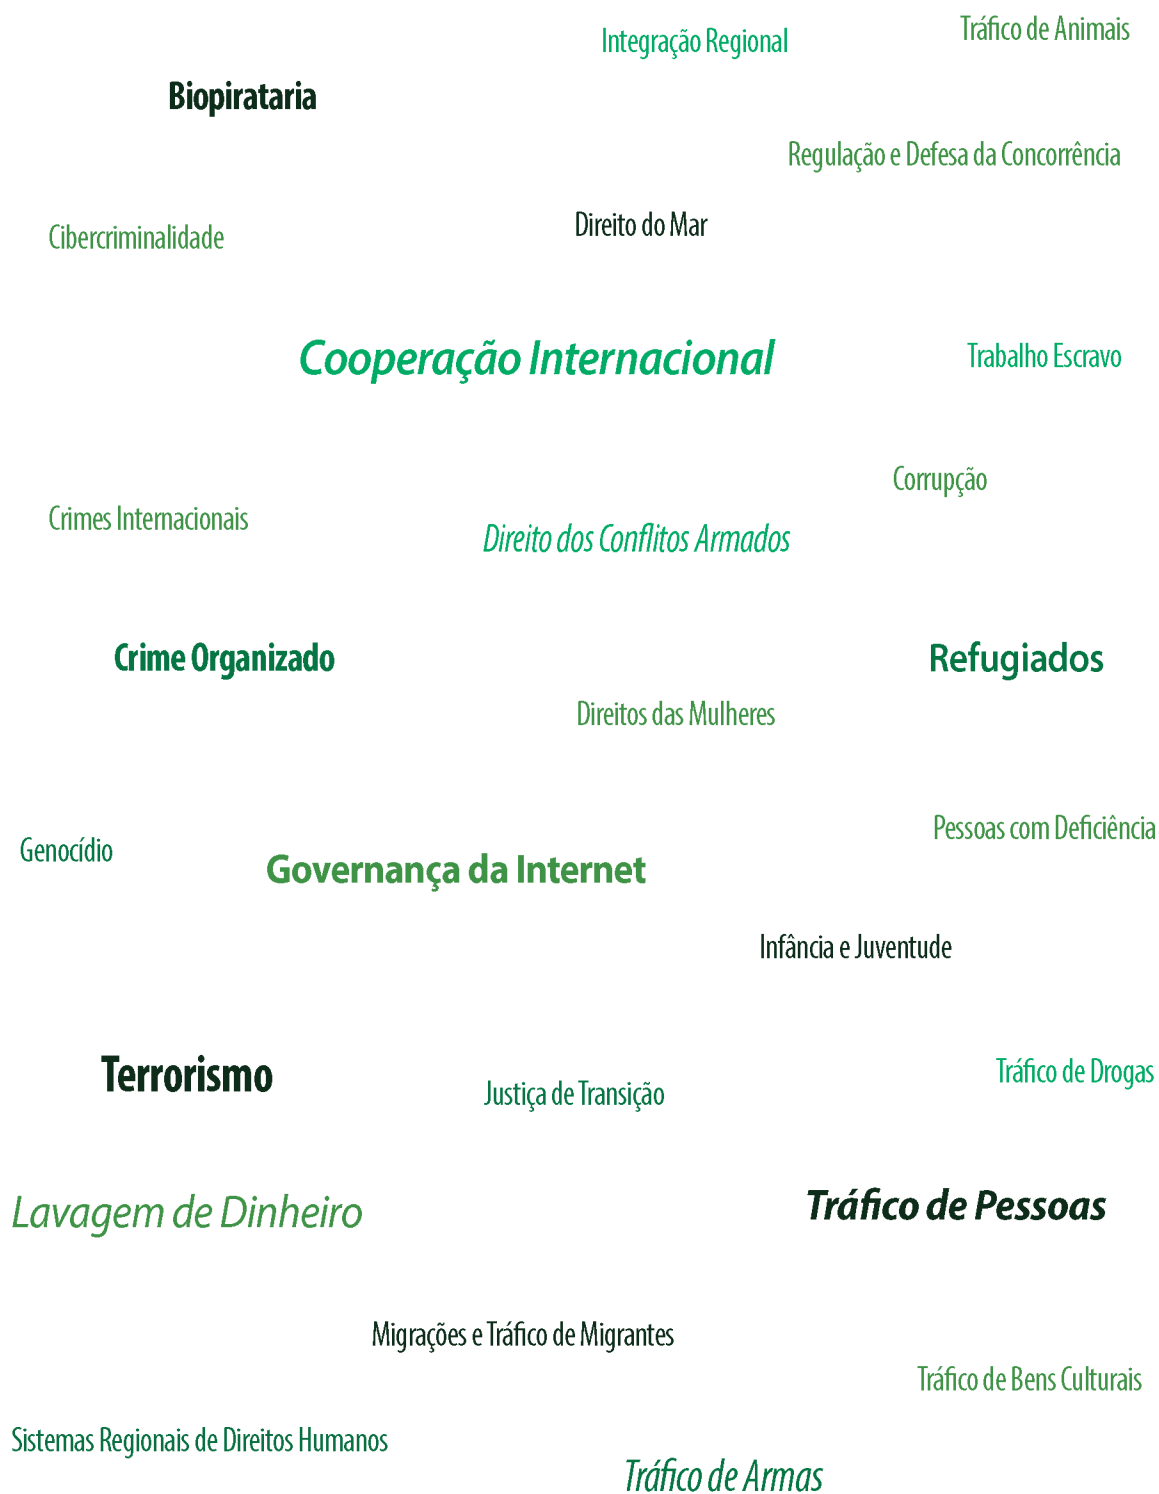 Tráfico de Animais
Integração Regional
Biopirataria
Regulação e Defesa da Concorrência
Direito do Mar
Cibercriminalidade
Cooperação Internacional
Trabalho Escravo
Corrupção
Crimes Internacionais
Direito dos Conflitos Armados
Crime Organizado
Refugiados
Direitos das Mulheres
Pessoas com Deficiência
Genocídio
Governança da Internet
Infância e Juventude
Terrorismo
Tráfico de Drogas
Justiça de Transição
Lavagem de Dinheiro
Tráfico de Pessoas
Migrações e Tráfico de Migrantes
Tráfico de Bens Culturais
Sistemas Regionais de Direitos Humanos
Tráfico de Armas